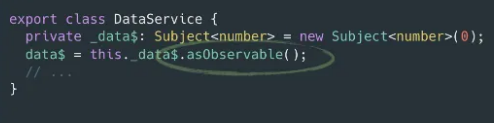 export class DataService {
private _data$: Subject<number> = new Subject<number>(0);
data$ = this._data$.asObservable();
// ...
}